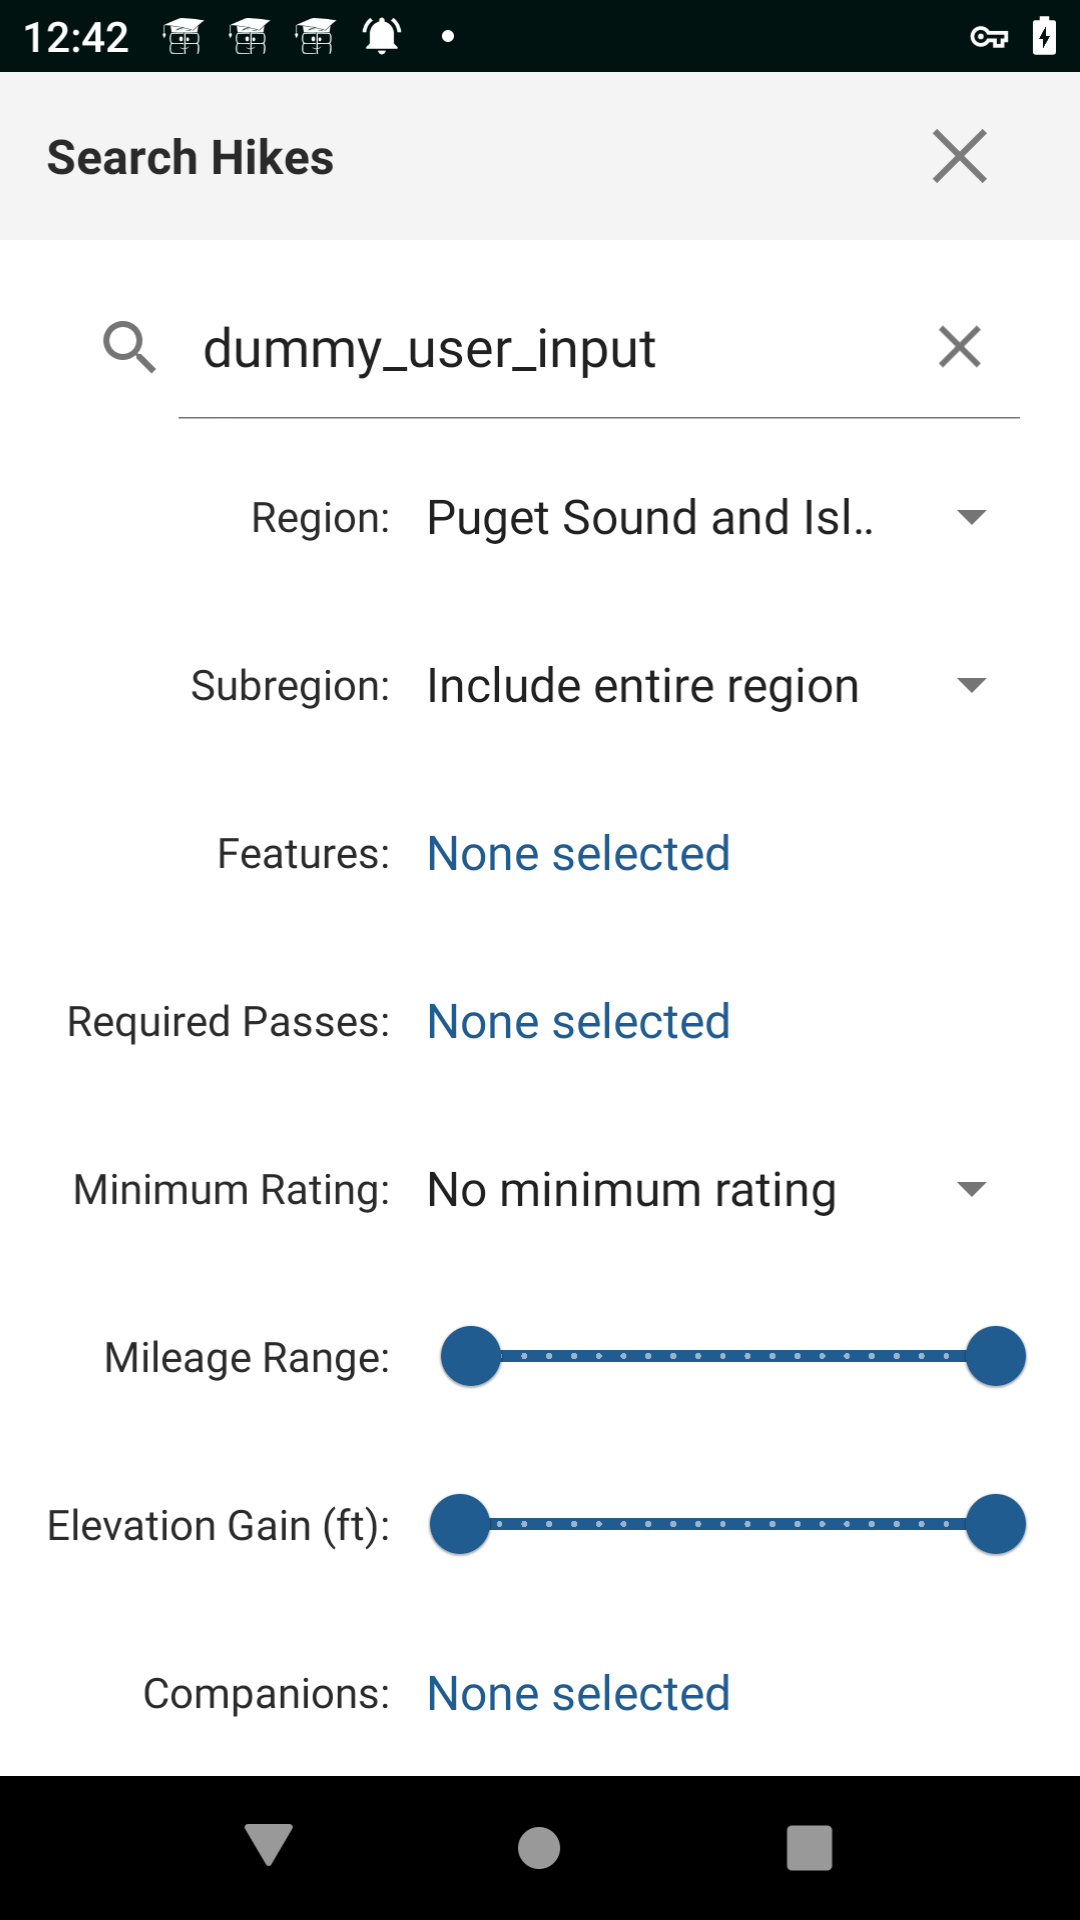 12:42
Search Hikes
dummy_user_input
Region: Puget Sound and Isl..
Subregion: Include entire region
Features: None selected
Required Passes: None selected
Minimum Rating: No minimum rating
Mileage Range:
Elevation Gain (ft):
Companions: None selected